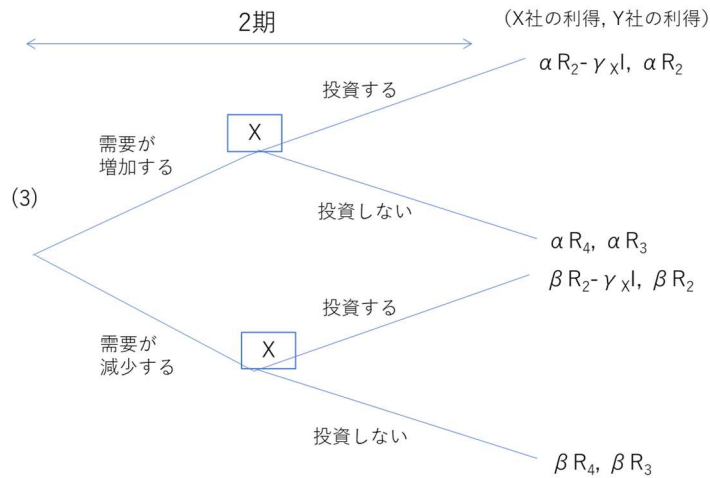 2期
（X社の利得, Y社の利得）
投資する
αR₂-γ_XI, αR₂
X
需要が
増加する
(3)
投資しない
αR₄, αR₃
βR₂-γ_XI, βR₂
投資する
X
需要が
減少する
投資しない
βR₄, βR₃